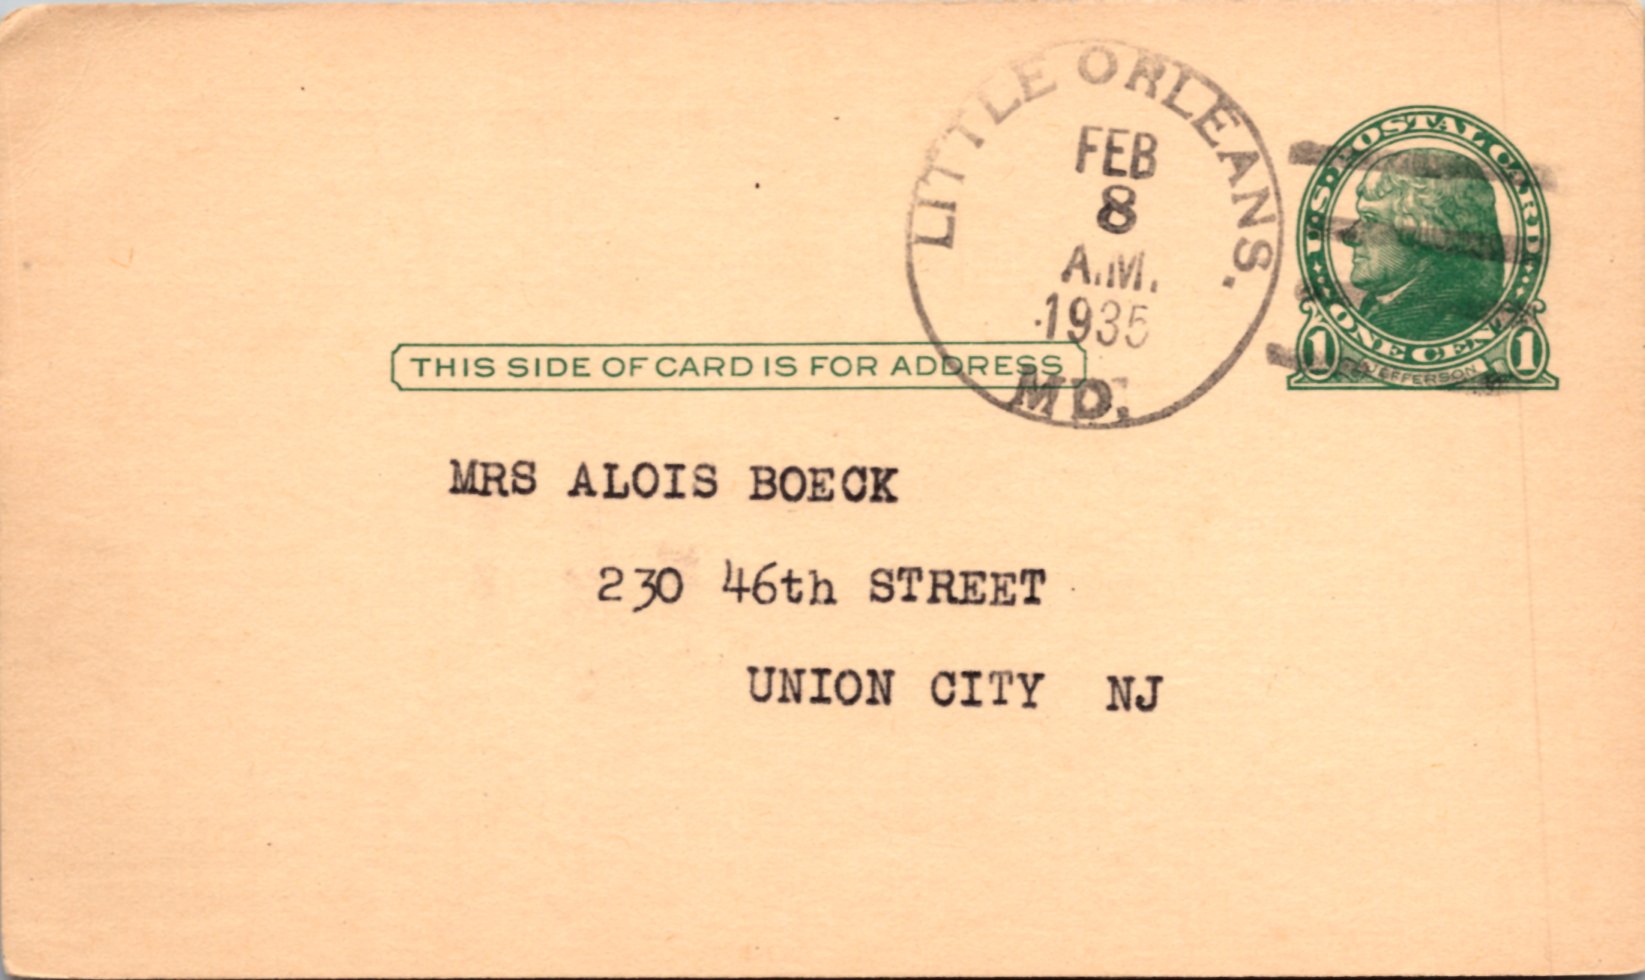 LITTLE ORLEANS.
FEB
8
A.M.
1935
MD.
U.S. POSTAL CARD
ONE CENT
1 1
JEFFERSON
THIS SIDE OF CARD IS FOR ADDRESS
MRS ALOIS BOECK
230 46th STREET
UNION CITY NJ